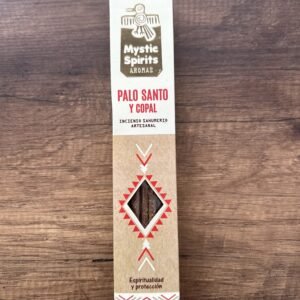 Mystic
Spirits
AROMAS
PALO SANTO
Y COPAL
INCIENSO SAHUMERIO
ARTESANAL
Espiritualidad
y protección